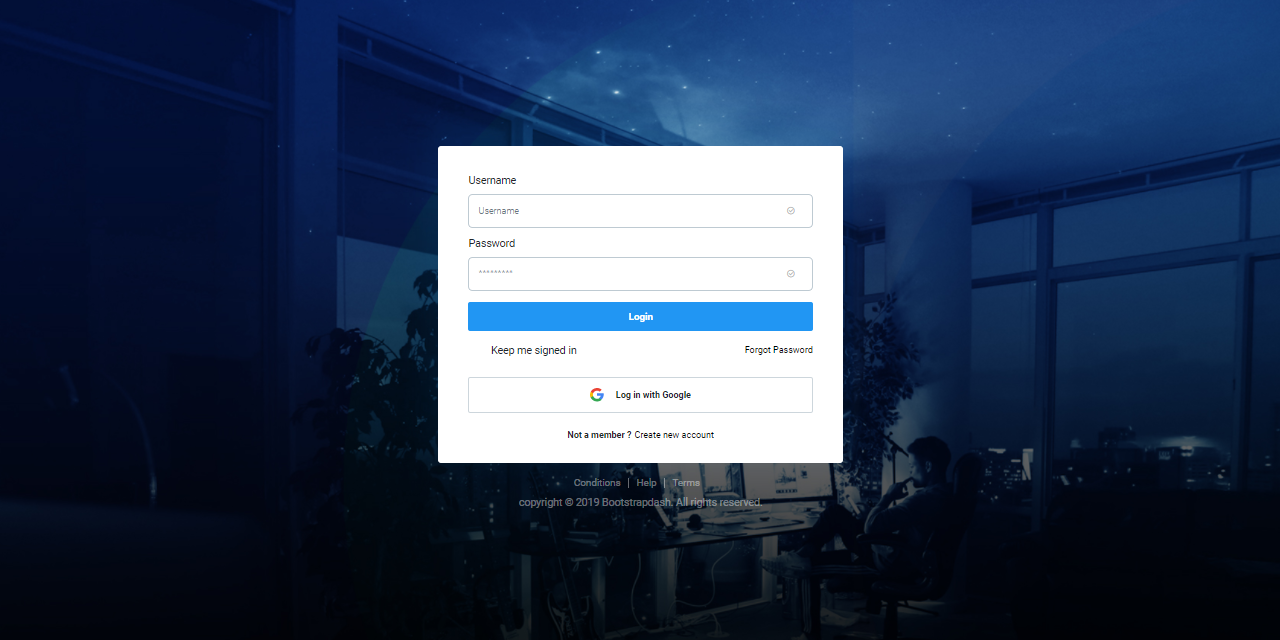 Username
Username
Password
*********
Login
Keep me signed in Forgot Password
Log in with Google
Not a member ? Create new account
Conditions Help Terms
copyright © 2019 Bootstrapdash. All rights reserved.